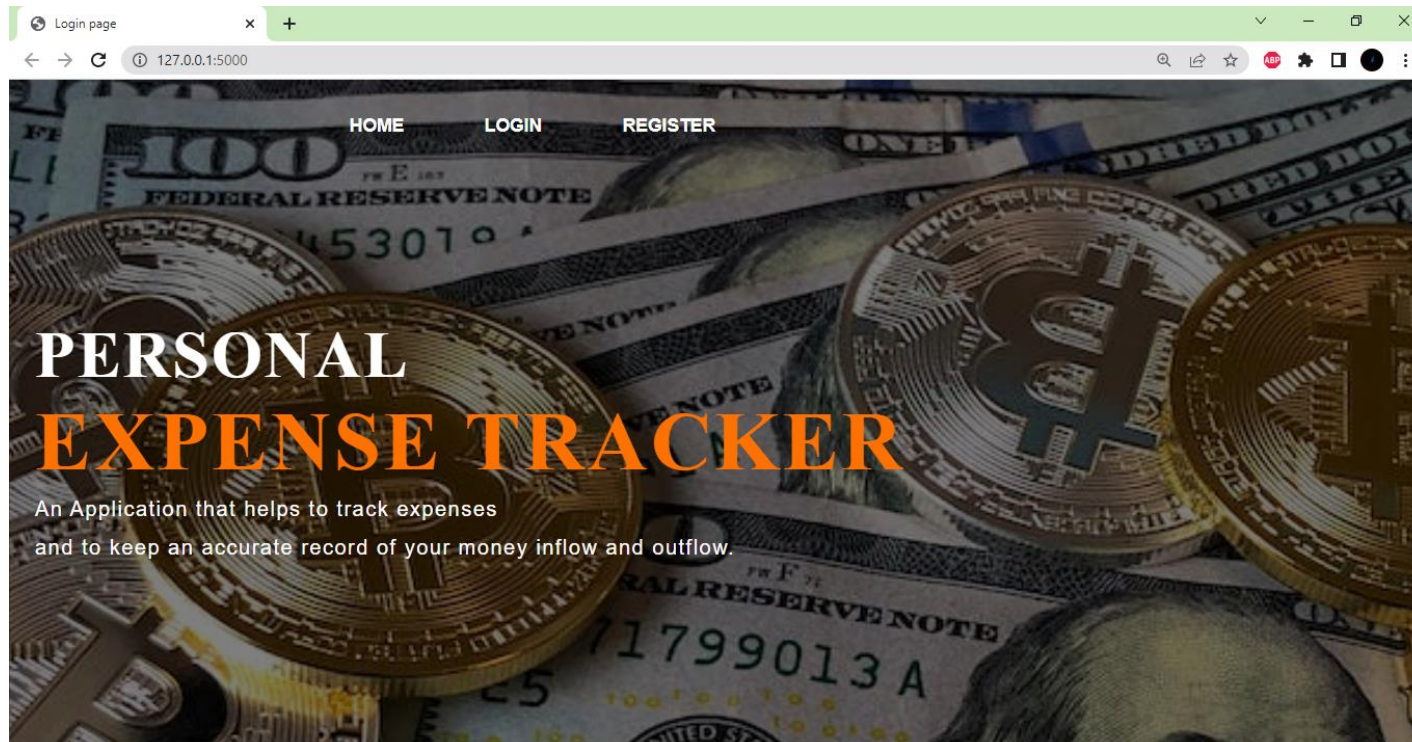 Login page
127.0.0.1:5000
ABP
HOME LOGIN REGISTER
100
FEDERAL RESERVE NOTE
PERSONAL
EXPENSE TRACKER
An Application that helps to track expenses
and to keep an accurate record of your money inflow and outflow.
RESERVE NOTE
71799013 A
UNITED